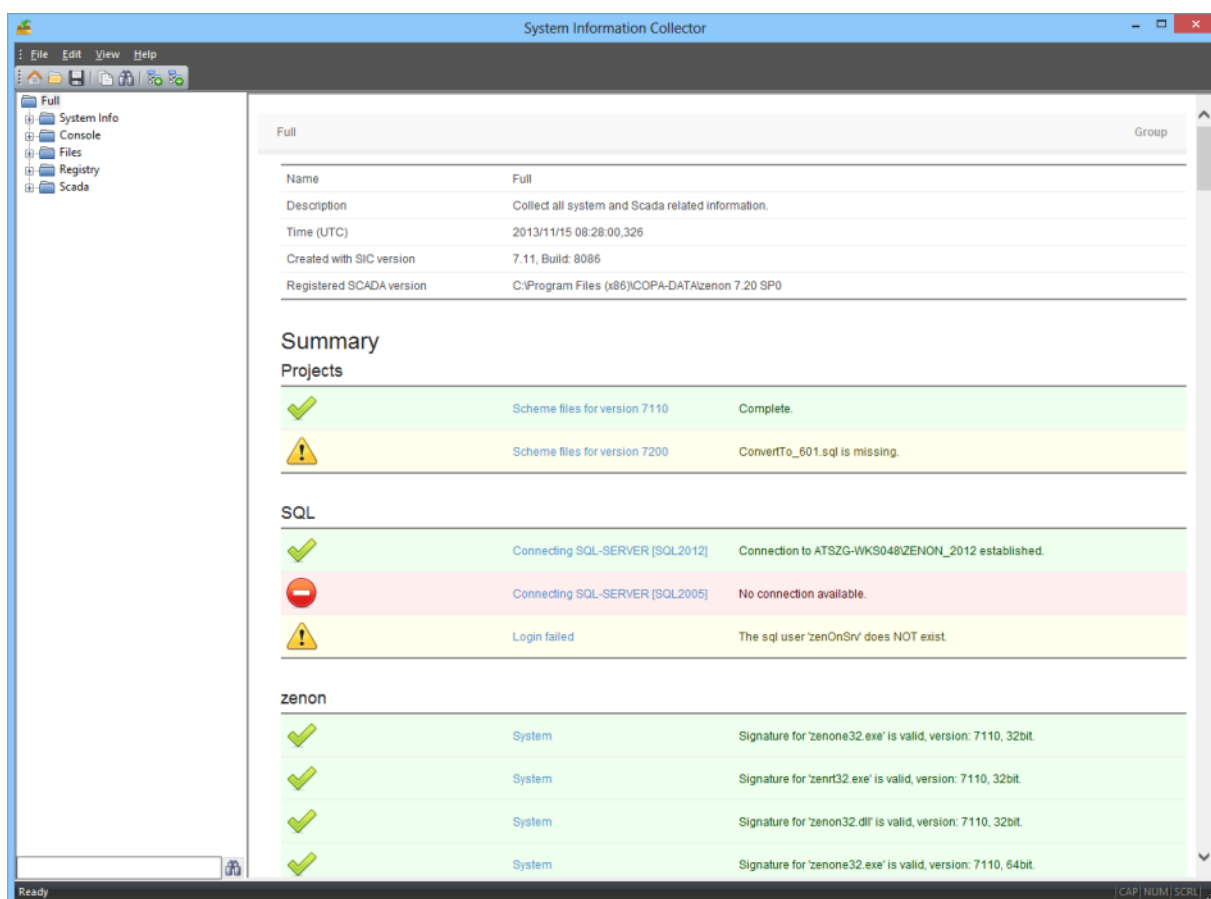 System Information Collector
File Edit View Help
Full
System Info
Console
Files
Registry
Scada
Full Group
Name Full
Description Collect all system and Scada related information.
Time (UTC) 2013/11/15 08:28:00,326
Created with SIC version 7.11, Build: 8086
Registered SCADA version C:\Program Files (x86)\COPA-DATA\zenon 7.20 SP0
Summary
Projects
Scheme files for version 7110 Complete.
Scheme files for version 7200 ConvertTo_601.sql is missing.
SQL
Connecting SQL-SERVER [SQL2012] Connection to ATSZG-WKS048\ZENON_2012 established.
Connecting SQL-SERVER [SQL2005] No connection available.
Login failed The sql user 'zenOnSrv' does NOT exist.
zenon
System Signature for 'zenone32.exe' is valid, version: 7110, 32bit.
System Signature for 'zenrt32.exe' is valid, version: 7110, 32bit.
System Signature for 'zenon32.dll' is valid, version: 7110, 32bit.
System Signature for 'zenone32.exe' is valid, version: 7110, 64bit.
Ready CAP NUM SCRL